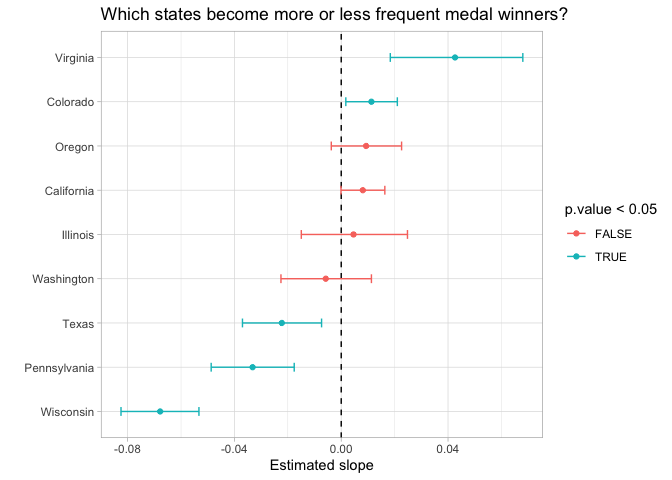 Which states become more or less frequent medal winners?
Virginia
Colorado
Oregon
California
Illinois
Washington
Texas
Pennsylvania
Wisconsin
-0.08 -0.04 0.00 0.04
Estimated slope
p.value < 0.05
FALSE
TRUE